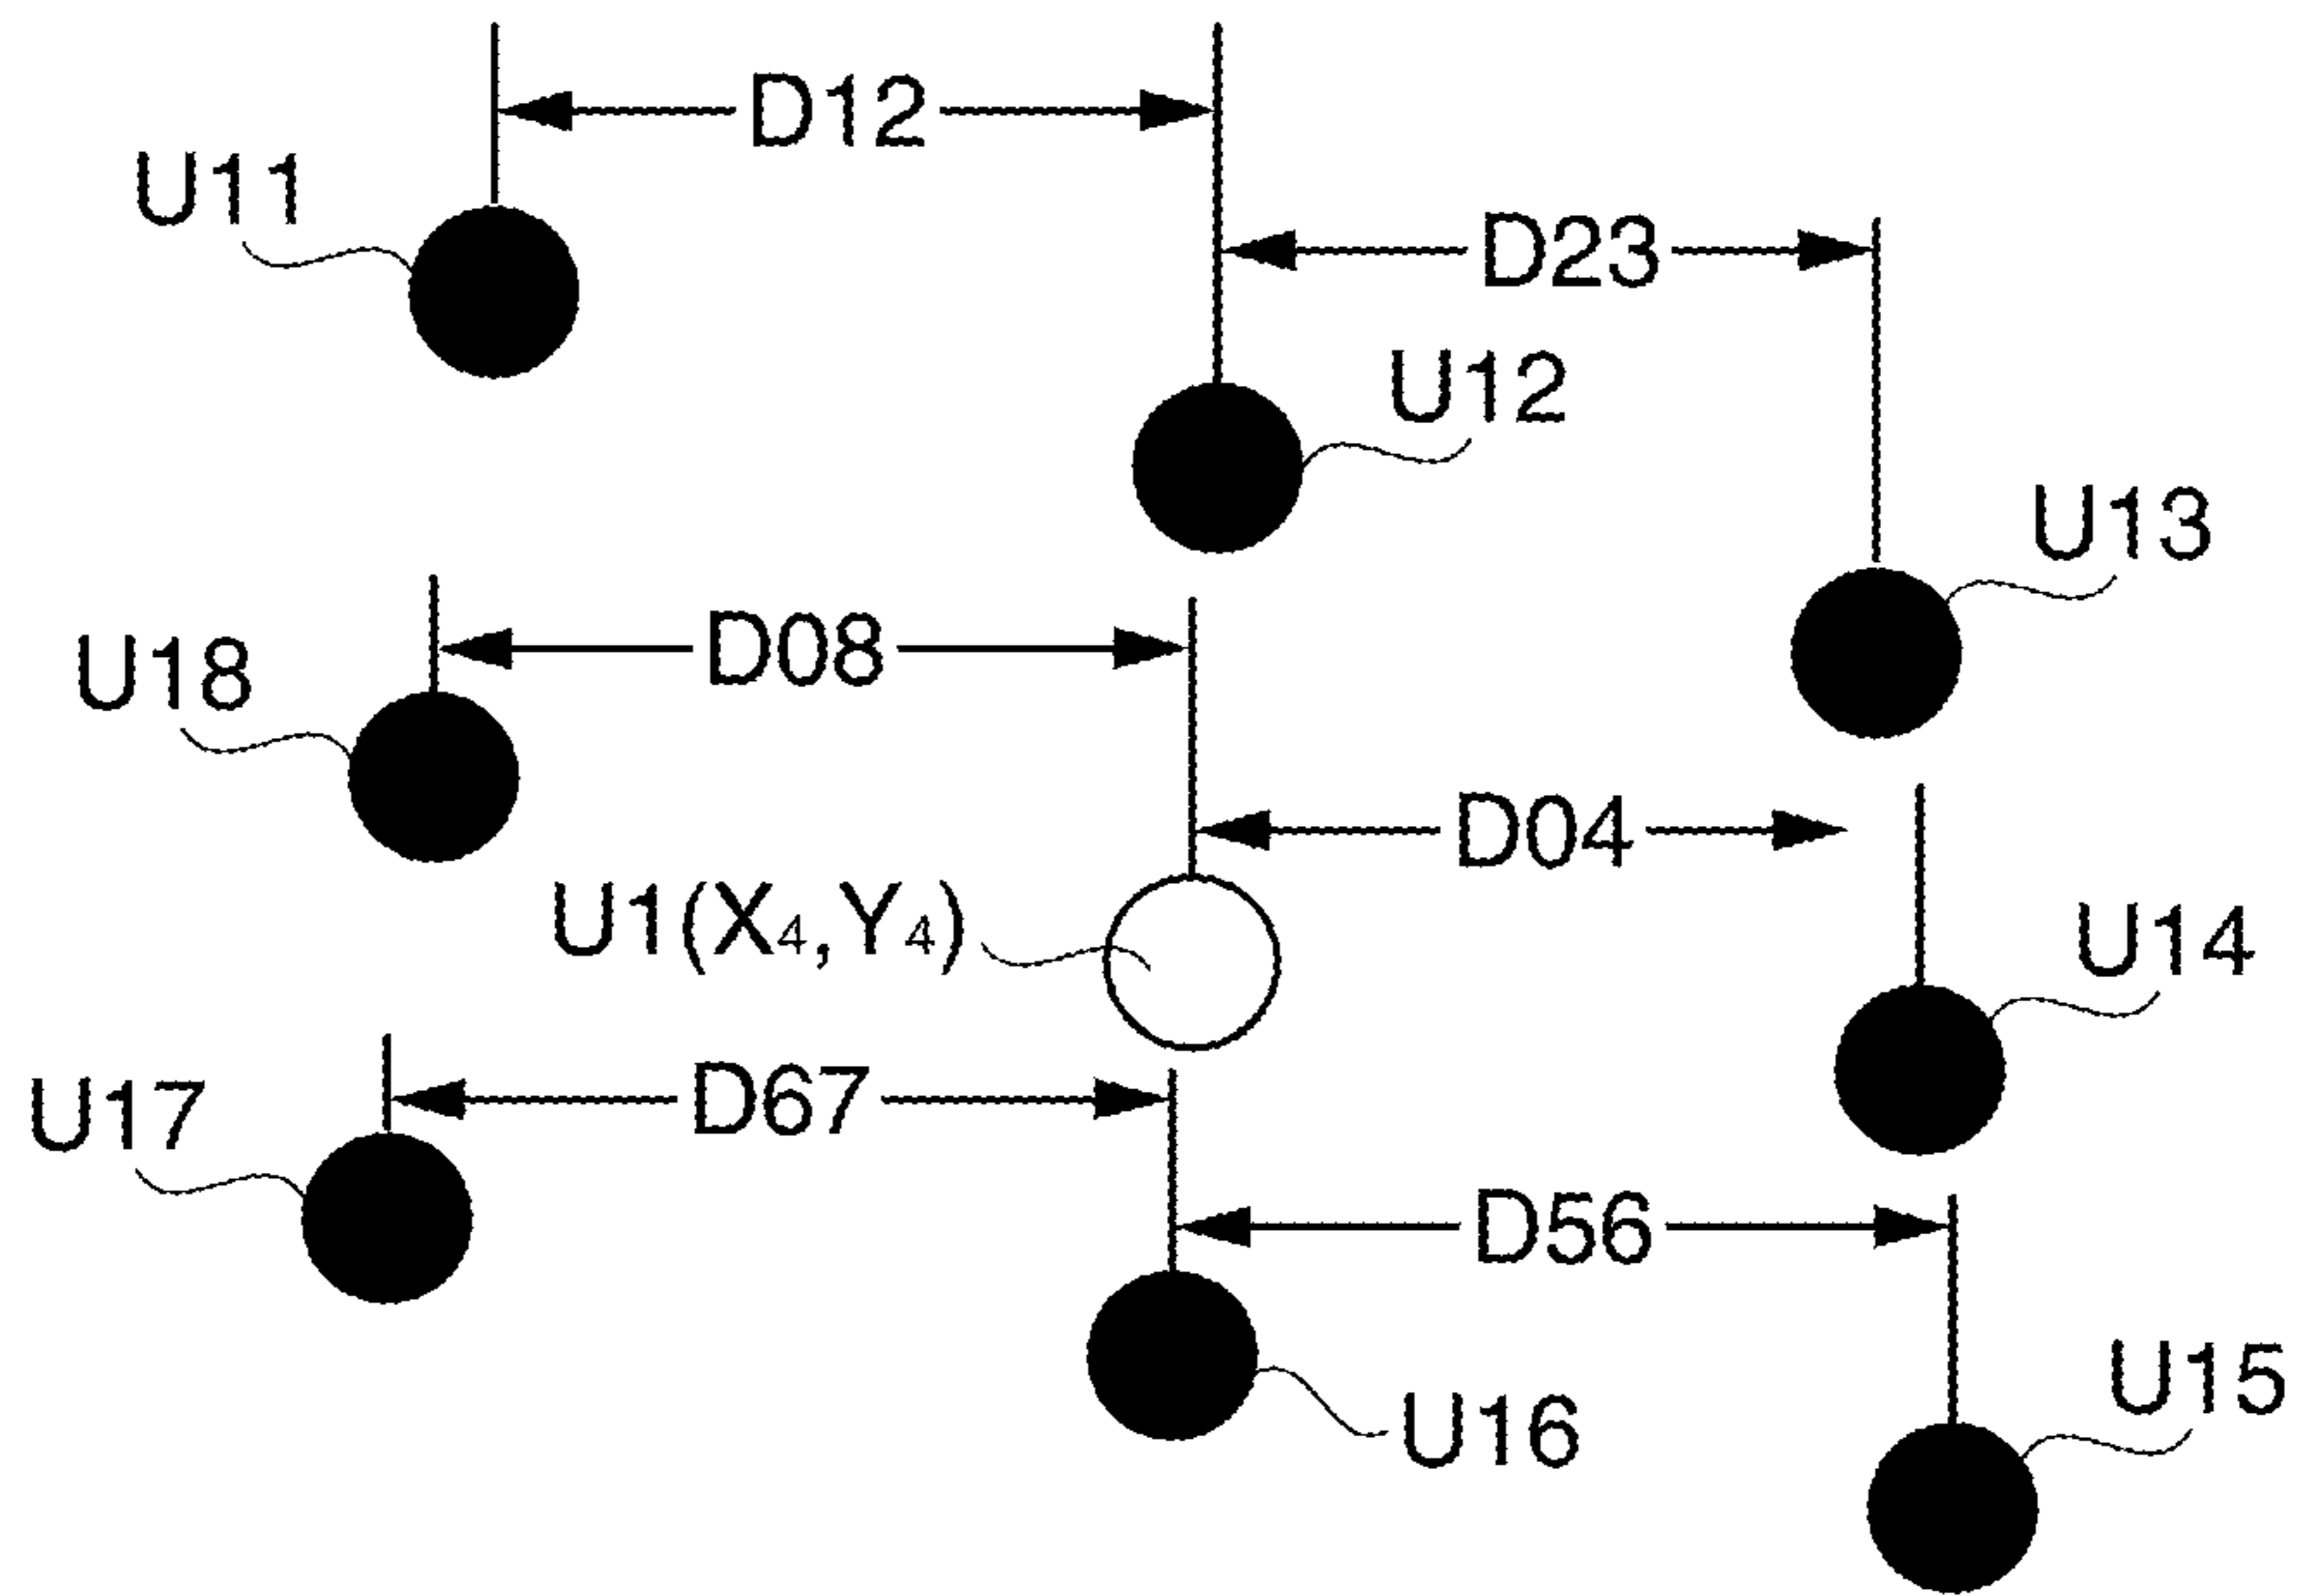 D12
U11
D23
U12
U13
D08
U18
D04
U1(X₄,Y₄)
U14
D67
U17
D56
U15
U16